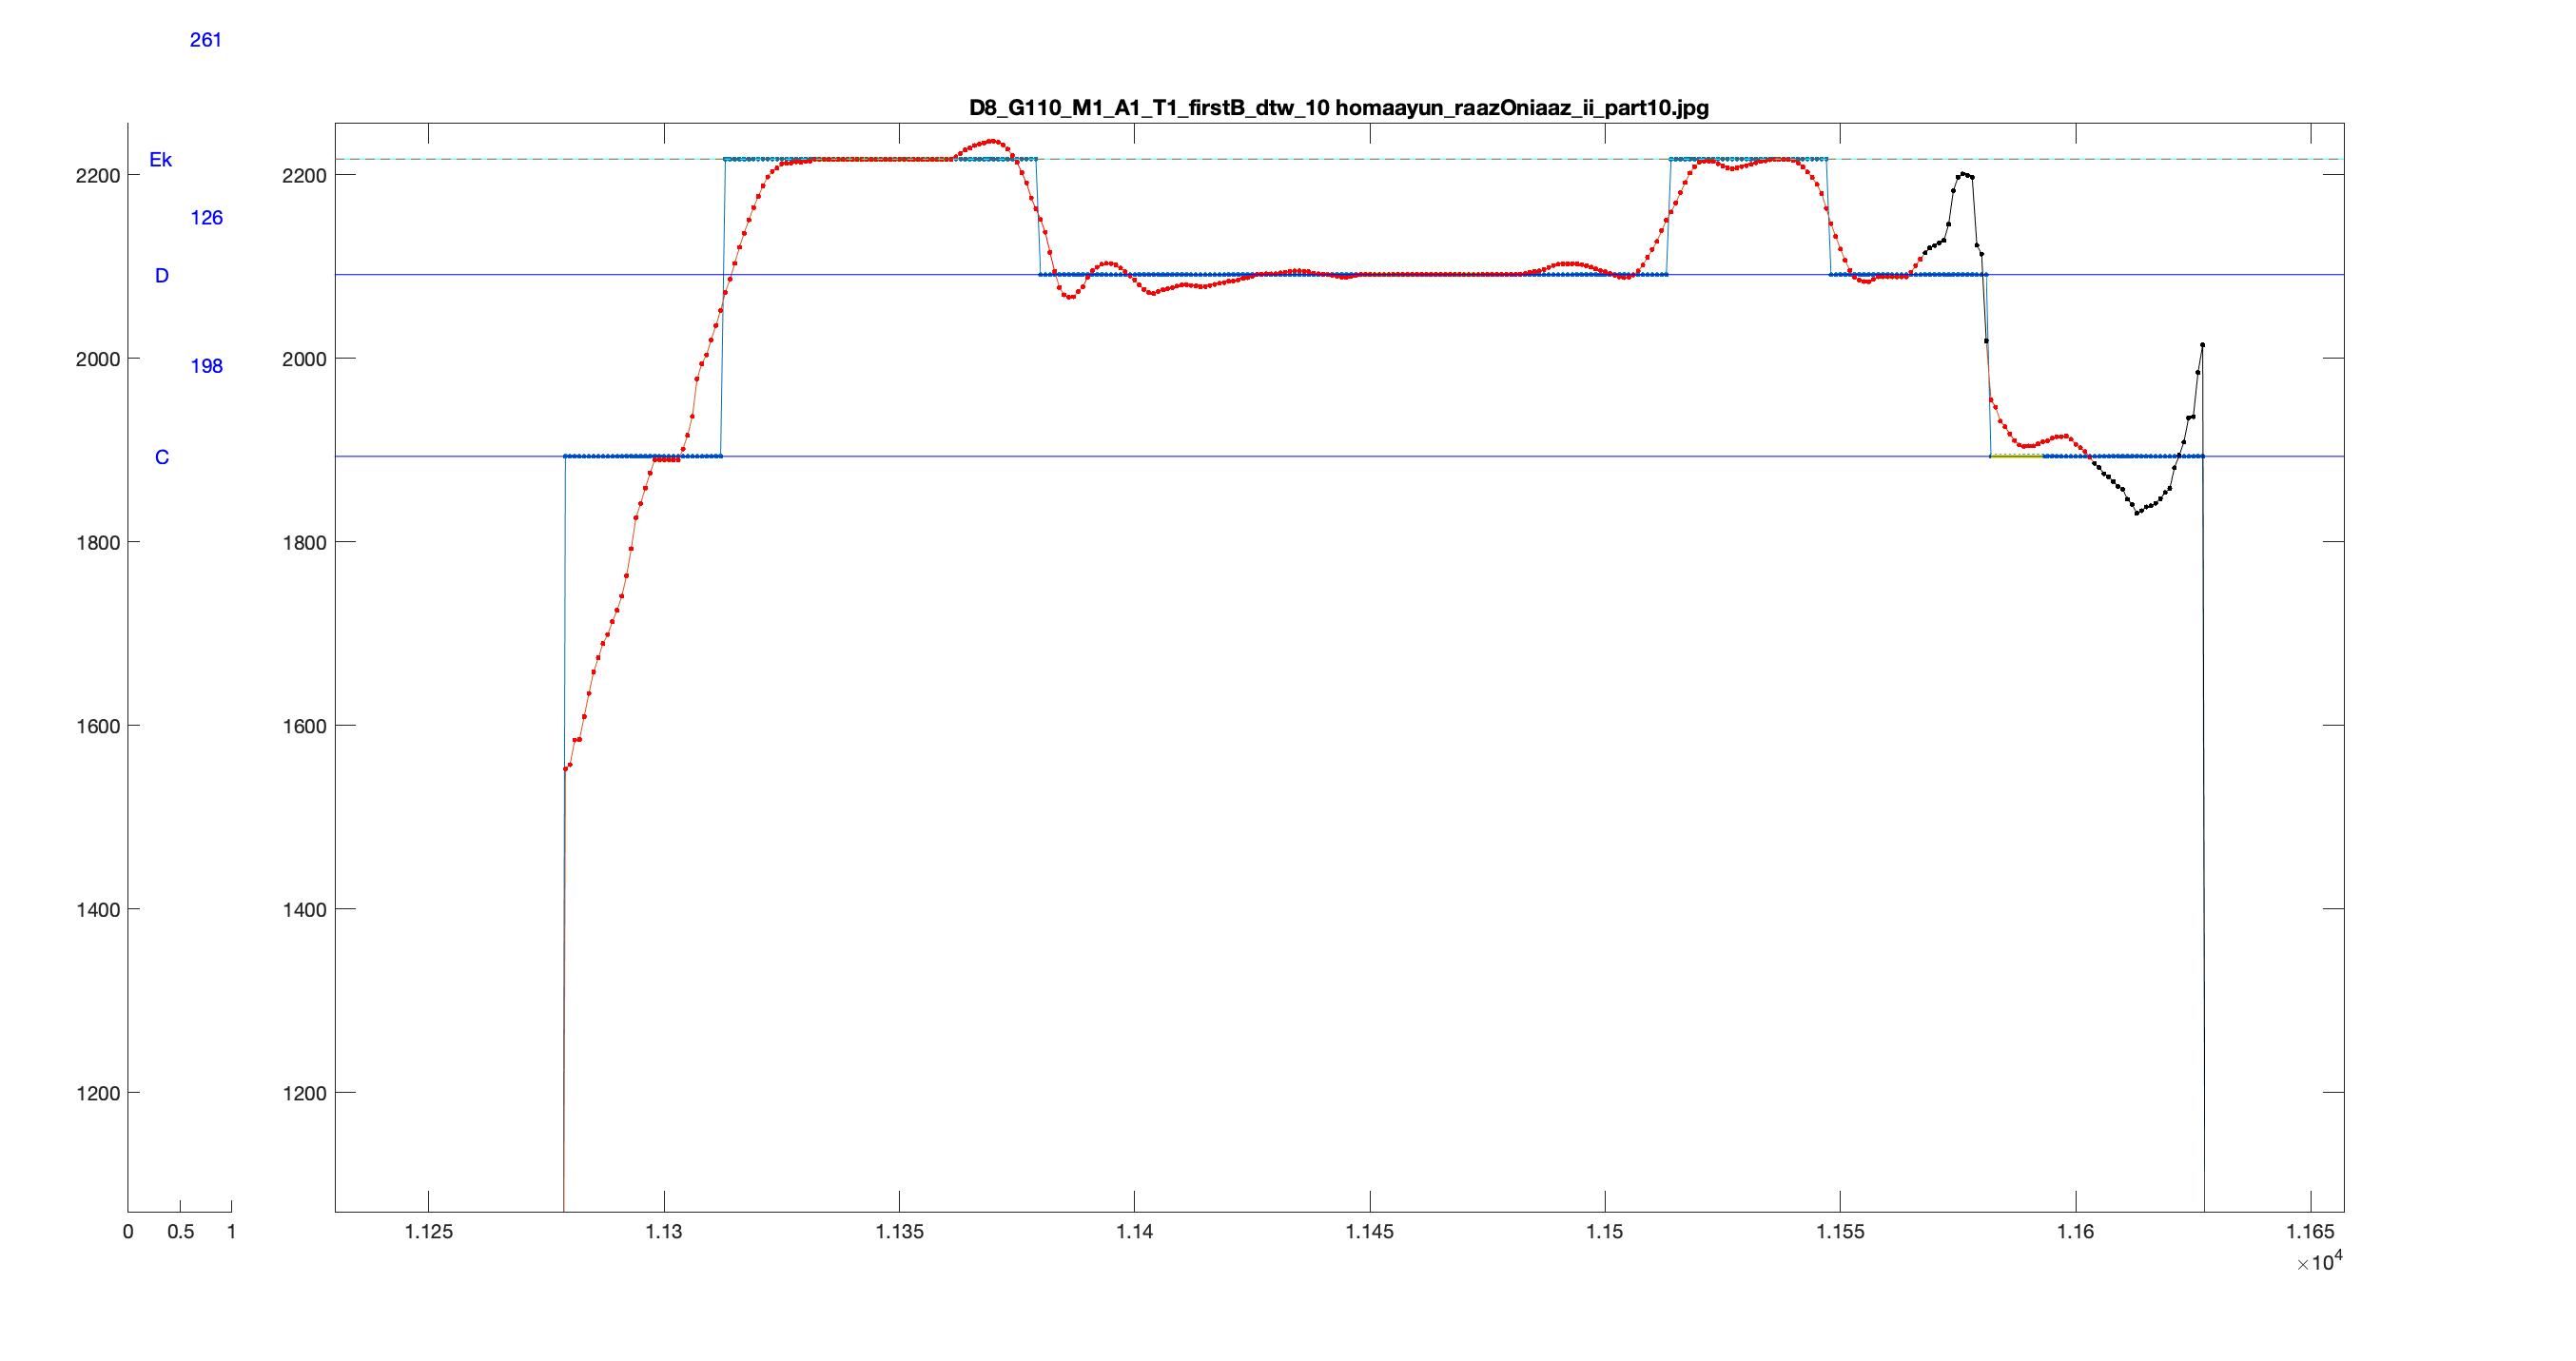 261
D8_G110_M1_A1_T1_firstB_dtw_10 homaayun_raazOniaaz_ii_part10.jpg
Ek
2200
2200
126
D
2000
2000
198
C
1800
1800
1600
1600
1400
1400
1200
1200
0 0.5 1
1.125 1.13 1.135 1.14 1.145 1.15 1.155 1.16 1.165
×10⁴